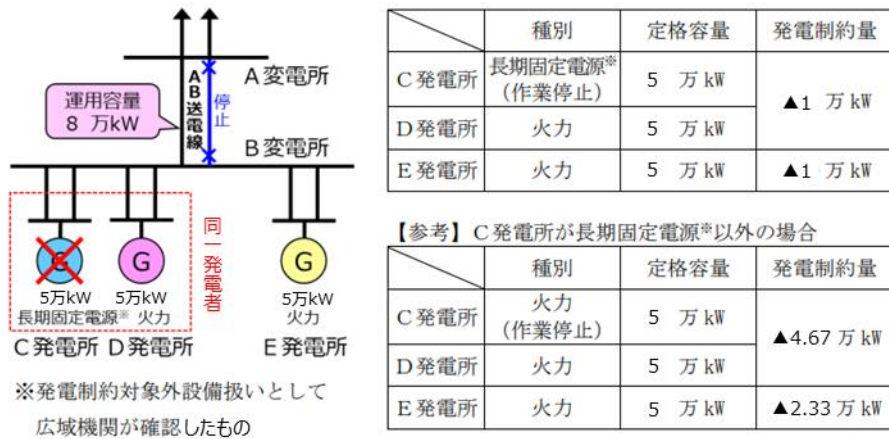 A変電所
AB送電線
停止
運用容量
8 万kW
B変電所
同一発電者
G
G
G
5万kW
5万kW
5万kW
長期固定電源※
火力
火力
C発電所
D発電所
E発電所
※発電制約対象外設備扱いとして
広域機関が確認したもの
種別
定格容量
発電制約量
C発電所
長期固定電源※
(作業停止)
5 万kW
▲1 万kW
D発電所
火力
5 万kW
E発電所
火力
5 万kW
▲1 万kW
【参考】C発電所が長期固定電源※以外の場合
種別
定格容量
発電制約量
C発電所
火力
(作業停止)
5 万kW
▲4.67 万kW
D発電所
火力
5 万kW
E発電所
火力
5 万kW
▲2.33 万kW